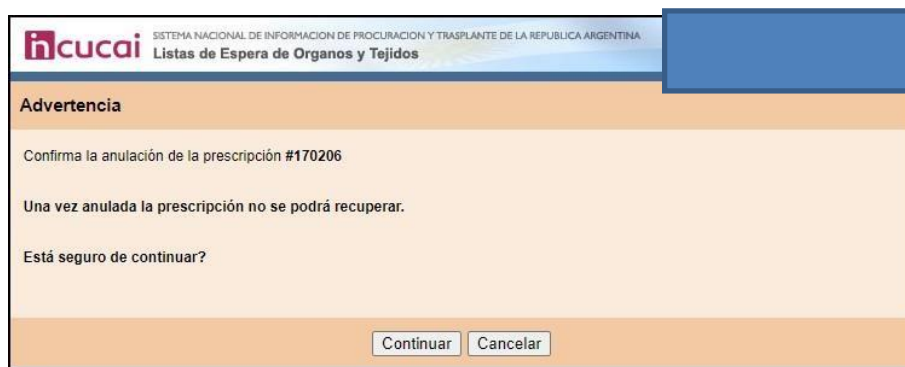 incucai
SISTEMA NACIONAL DE INFORMACION DE PROCURACION Y TRASPLANTE DE LA REPUBLICA ARGENTINA
Listas de Espera de Organos y Tejidos
Advertencia
Confirma la anulación de la prescripción #170206
Una vez anulada la prescripción no se podrá recuperar.
Está seguro de continuar?
Continuar Cancelar